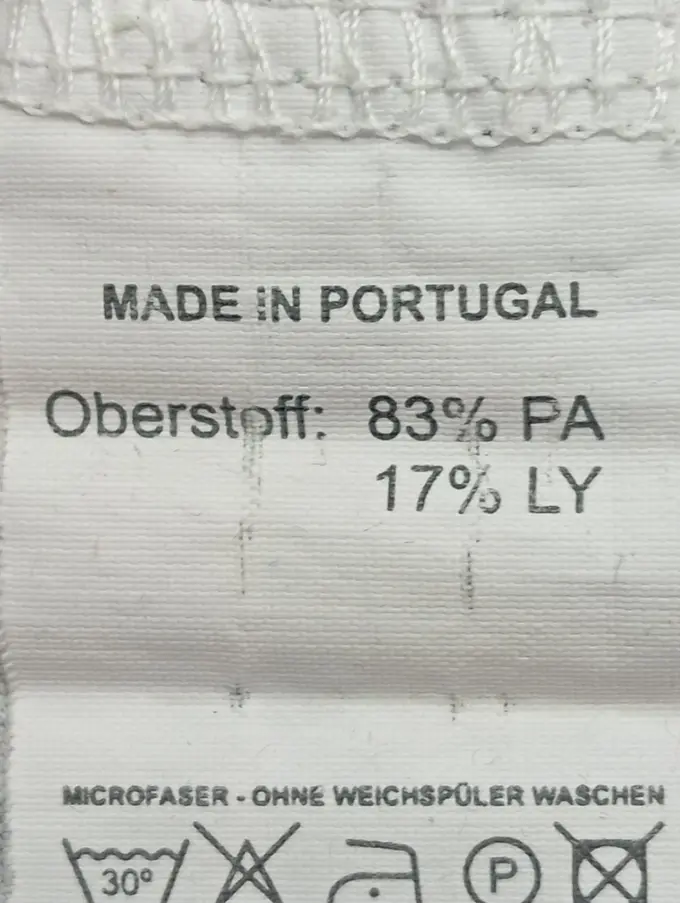 MADE IN PORTUGAL
Oberstoff: 83% PA
17% LY
MICROFASER - OHNE WEICHSPÜLER WASCHEN
30°
P